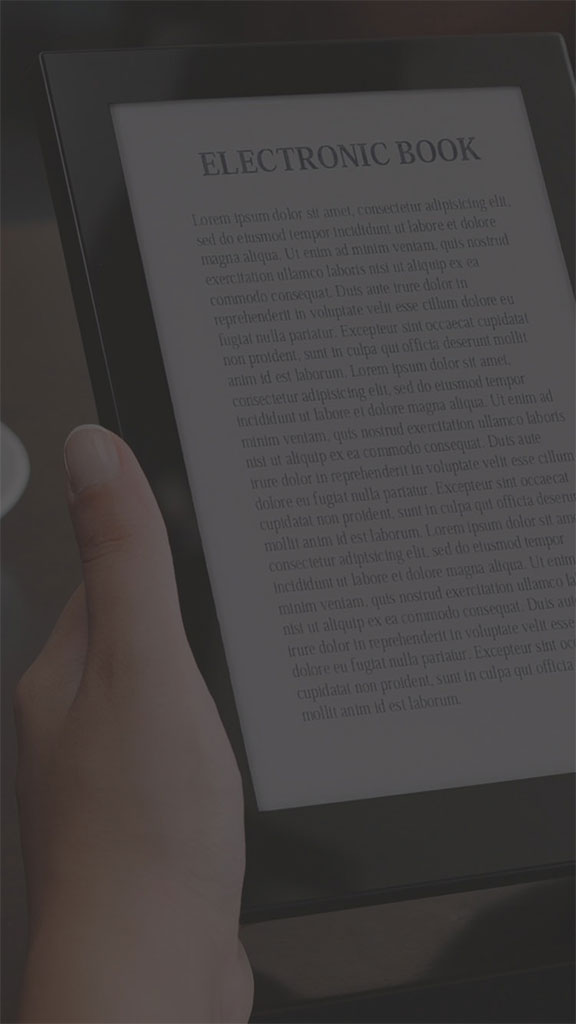 ELECTRONIC BOOK
Lorem ipsum dolor sit amet, consectetur adipisicing elit,
sed do eiusmod tempor incididunt ut labore et dolore
magna aliqua. Ut enim ad minim veniam, quis nostrud
exercitation ullamco laboris nisi ut aliquip ex ea
commodo consequat. Duis aute irure dolor in
reprehenderit in voluptate velit esse cillum dolore eu
fugiat nulla pariatur. Excepteur sint occaecat cupidatat
non proident, sunt in culpa qui officia deserunt mollit
anim id est laborum. Lorem ipsum dolor sit amet,
consectetur adipisicing elit, sed do eiusmod tempor
incididunt ut labore et dolore magna aliqua. Ut enim ad
minim veniam, quis nostrud exercitation ullamco laboris
nisi ut aliquip ex ea commodo consequat. Duis aute
irure dolor in reprehenderit in voluptate velit esse cillum
dolore eu fugiat nulla pariatur. Excepteur sint occaecat
cupidatat non proident, sunt in culpa qui officia deserun
mollit anim id est laborum. Lorem ipsum dolor sit ame
consectetur adipisicing elit, sed do eiusmod tempor
incididunt ut labore et dolore magna aliqua. Ut enim
minim veniam, quis nostrud exercitation ullamco la
nisi ut aliquip ex ea commodo consequat. Duis aut
irure dolor in reprehenderit in voluptate velit esse
dolore eu fugiat nulla pariatur. Excepteur sint oc
cupidatat non proident, sunt in culpa qui officia
mollit anim id est laborum.